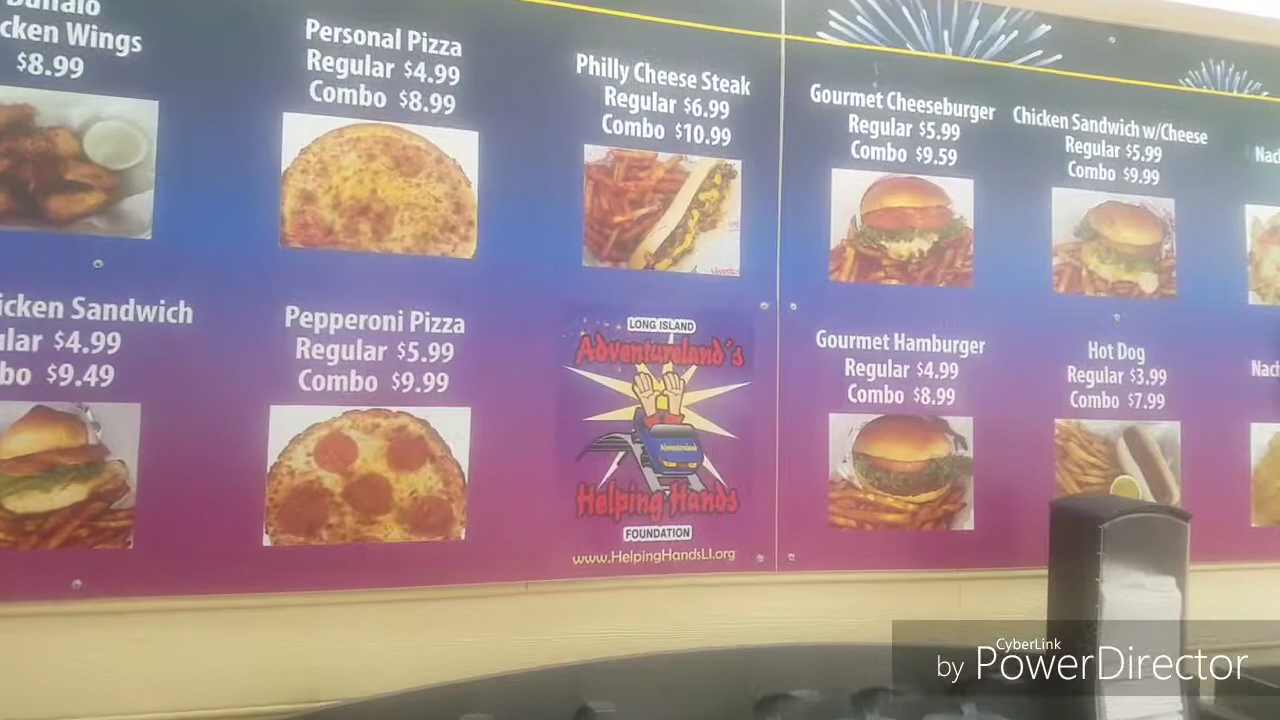 Buffalo
cken Wings
$8.99
Personal Pizza
Regular $4.99
Combo $8.99
Philly Cheese Steak
Regular $6.99
Combo $10.99
Gourmet Cheeseburger
Regular $5.99
Combo $9.59
Chicken Sandwich w/Cheese
Regular $5.99
Combo $9.99
Nach
icken Sandwich
ular $4.99
bo $9.49
Pepperoni Pizza
Regular $5.99
Combo $9.99
LONG ISLAND
Adventureland's
Adventureland
Helping Hands
FOUNDATION
www.HelpingHandsLI.org
Gourmet Hamburger
Regular $4.99
Combo $8.99
Hot Dog
Regular $3.99
Combo $7.99
Nach
CyberLink
by PowerDirector